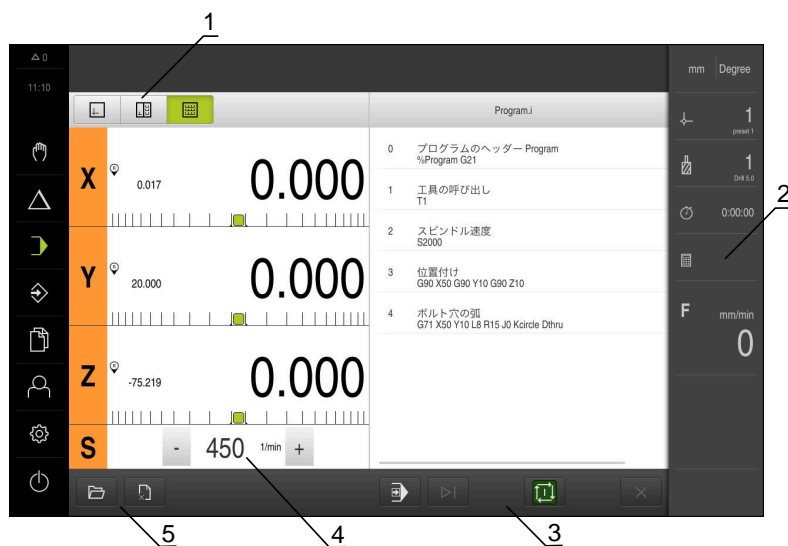 1
△ 0
11:10
mm Degree
Program.i
1
preset 1
X R 0.017 0.000
0 プログラムのヘッダー Program
%Program G21
1
Drill 5.0
1 工具の呼び出し
T1
2
0:00:00
2 スピンドル速度
S2000
Y R 20.000 0.000
3 位置付け
G90 X50 G90 Y10 G90 Z10
4 ボルト穴の弧
G71 X50 Y10 L8 R15 J0 Kcircle Dthru
F mm/min
0
Z R -75.219 0.000
S - 450 1/min +
5
4
3